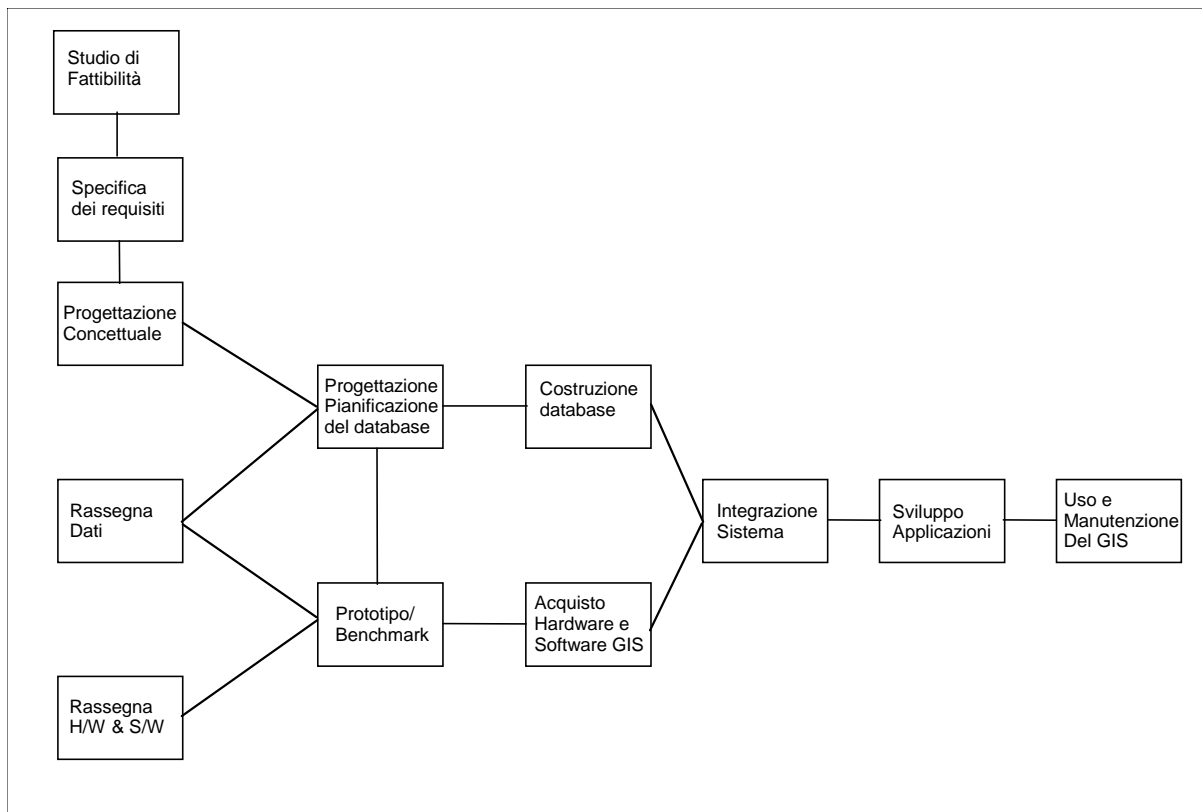 Studio di
Fattibilità
Specifica
dei requisiti
Progettazione
Concettuale
Progettazione
Pianificazione
del database
Costruzione
database
Rassegna
Dati
Integrazione
Sistema
Sviluppo
Applicazioni
Uso e
Manutenzione
Del GIS
Prototipo/
Benchmark
Acquisto
Hardware e
Software GIS
Rassegna
H/W & S/W